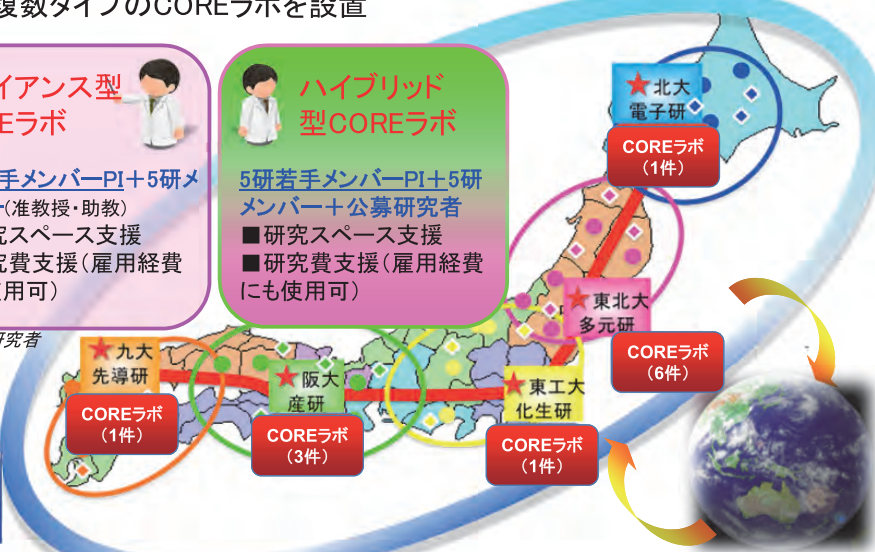 複数タイプのCOREラボを設置
イアンス型
Eラボ
手メンバーPI+5研メ
(准教授・助教)
究スペース支援
究費支援(雇用経費
用可)
研究者
ハイブリッド
型COREラボ
5研若手メンバーPI+5研
メンバー+公募研究者
■研究スペース支援
■研究費支援(雇用経費
にも使用可)
★北大
電子研
COREラボ
(1件)
★東北大
多元研
COREラボ
(6件)
★東工大
化生研
COREラボ
(1件)
★阪大
産研
COREラボ
(3件)
★九大
先導研
COREラボ
(1件)